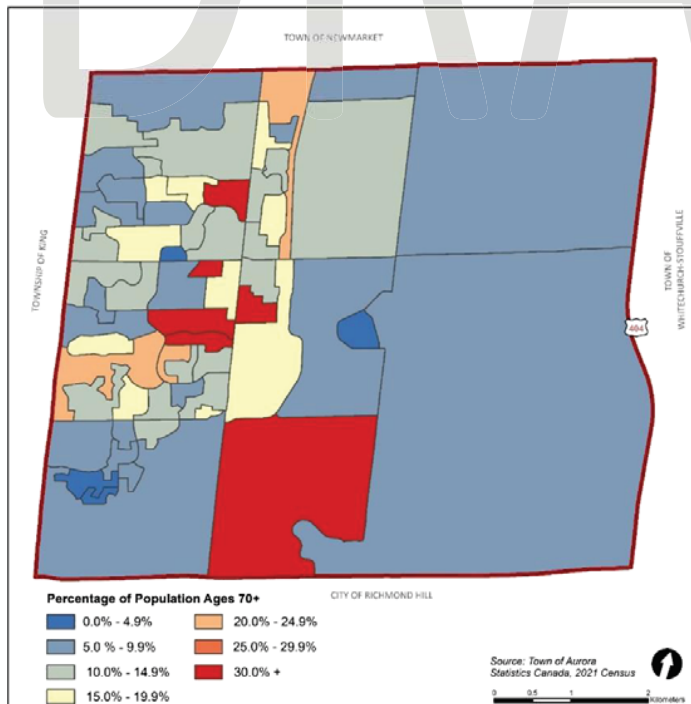 TOWN OF NEWMARKET
TOWNSHIP OF KING
TOWN OF
WHITECHURCH-STOUFFVILLE
404
CITY OF RICHMOND HILL
Percentage of Population Ages 70+
0.0% - 4.9%
5.0 % - 9.9%
10.0% - 14.9%
15.0% - 19.9%
20.0% - 24.9%
25.0% - 29.9%
30.0% +
Source: Town of Aurora
Statistics Canada, 2021 Census
0 0.5 1 2
Kilometers